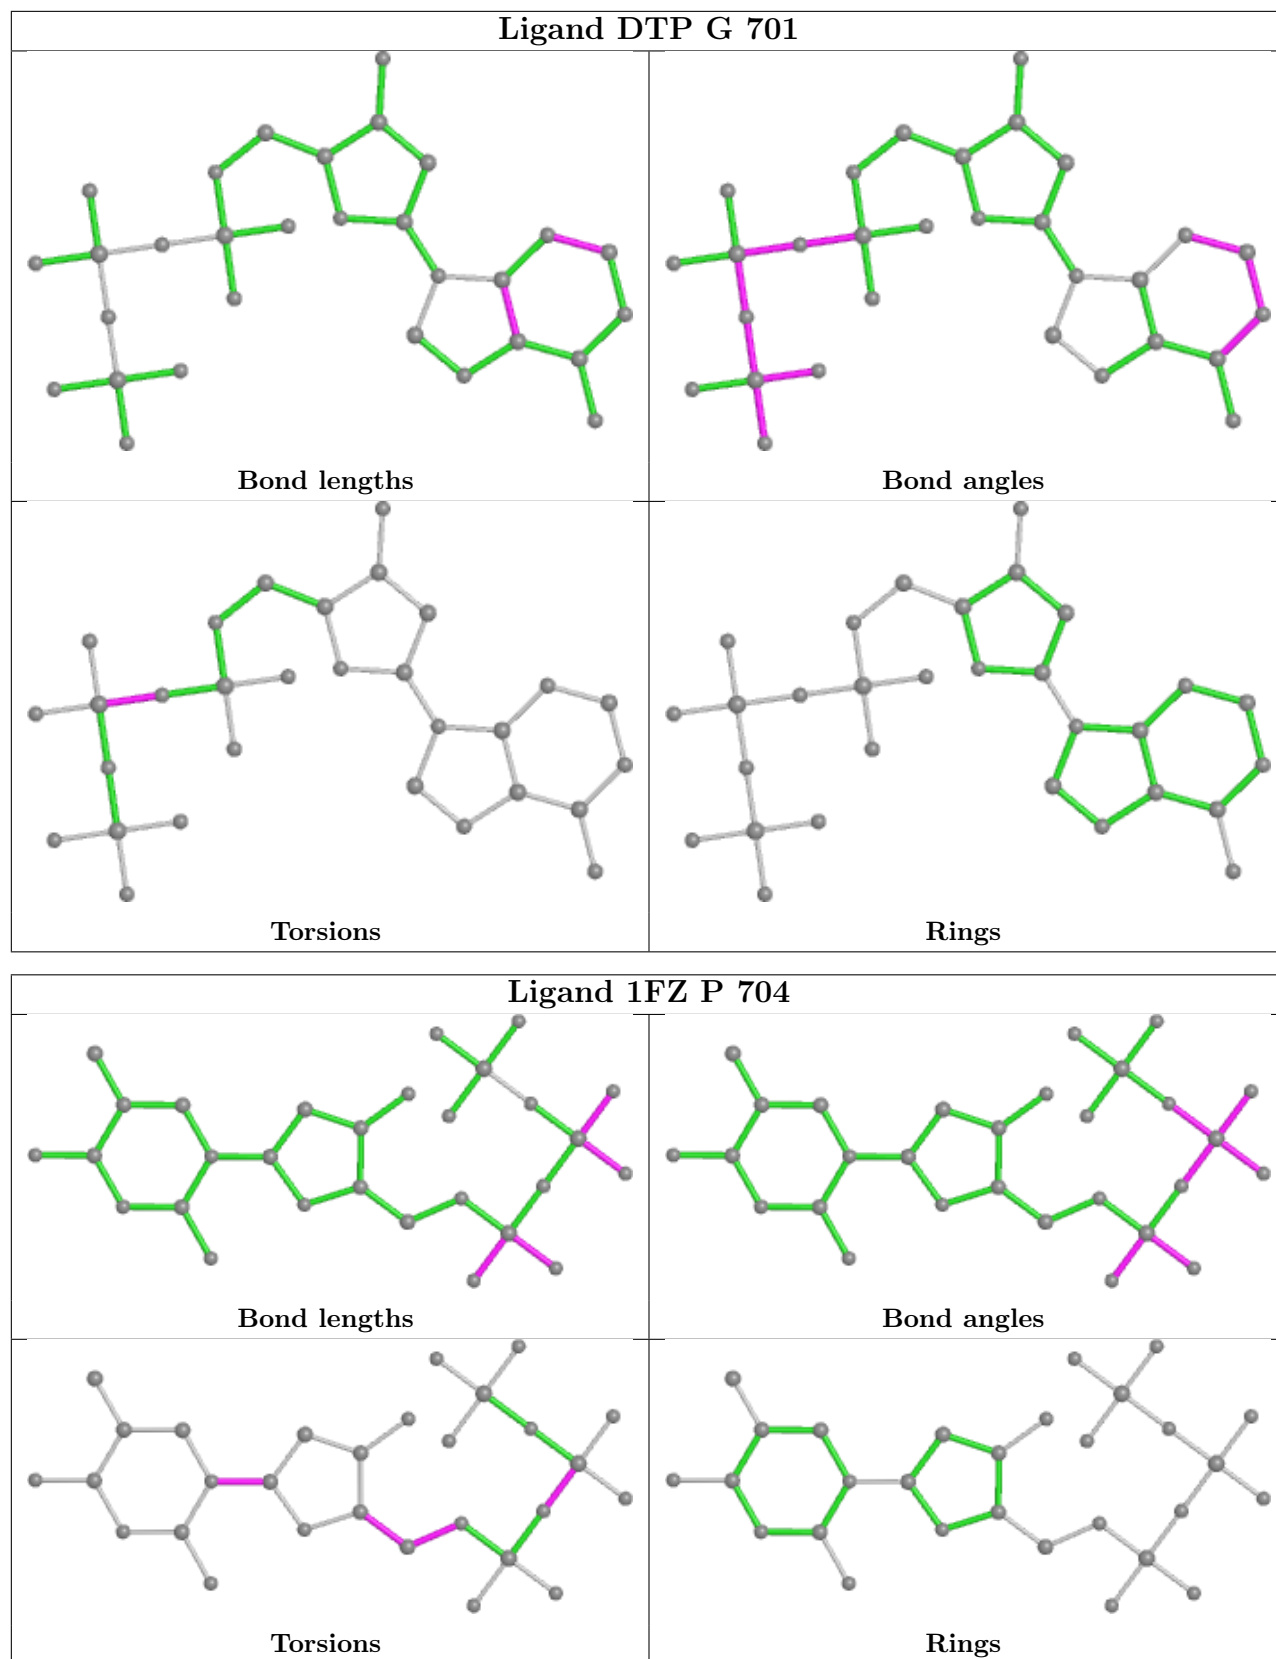 Ligand DTP G 701
Bond lengths
Bond angles
Torsions
Rings
Ligand 1FZ P 704
Bond lengths
Bond angles
Torsions
Rings